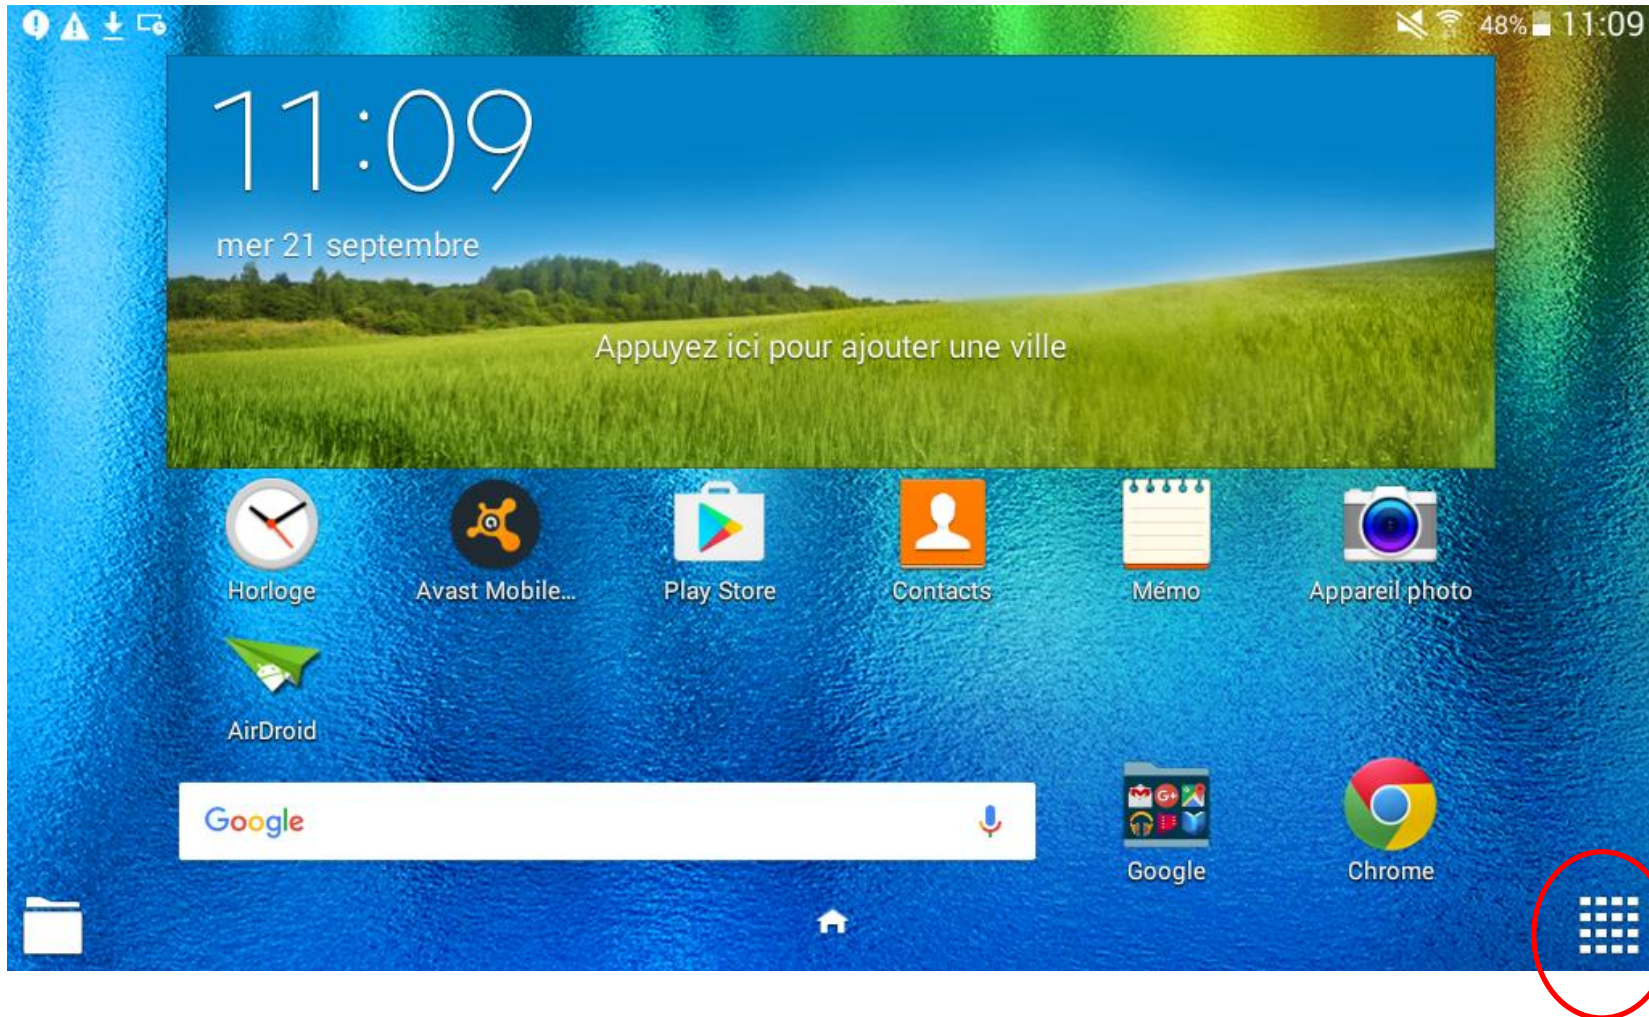 48% 11:09
11:09
mer 21 septembre
Appuyez ici pour ajouter une ville
Horloge
Avast Mobile...
Play Store
Contacts
Mémo
Appareil photo
AirDroid
Google
G+
Google
Chrome